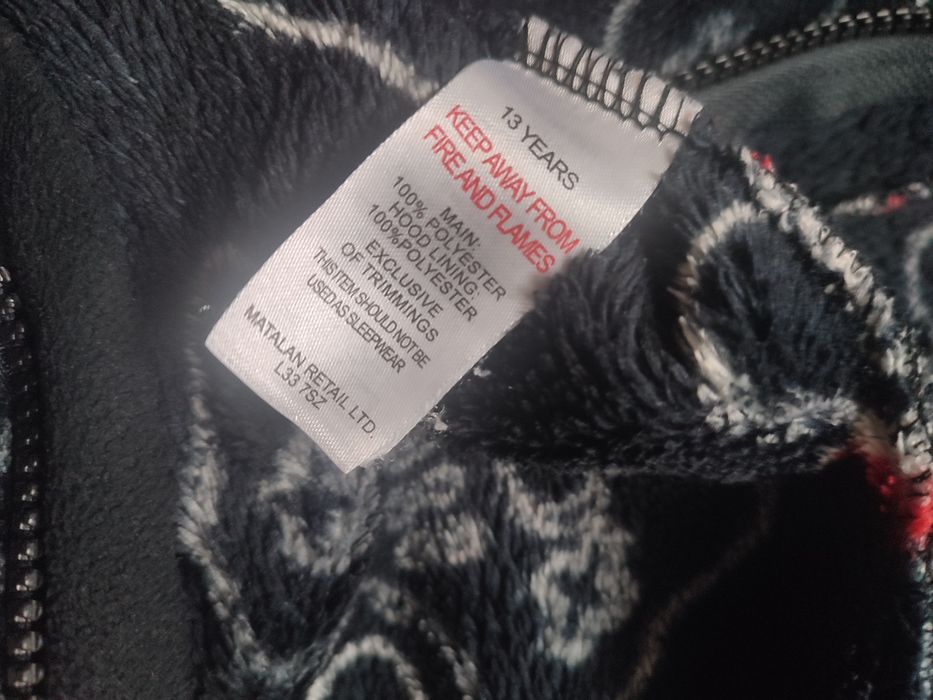 13 YEARS
KEEP AWAY FROM
FIRE AND FLAMES
MAIN:
100% POLYESTER
HOOD LINING:
100%POLYESTER
EXCLUSIVE
OF TRIMMINGS
THIS ITEM SHOULD NOT BE
USED AS SLEEPWEAR
MATALAN RETAIL LTD.
L33 7SZ